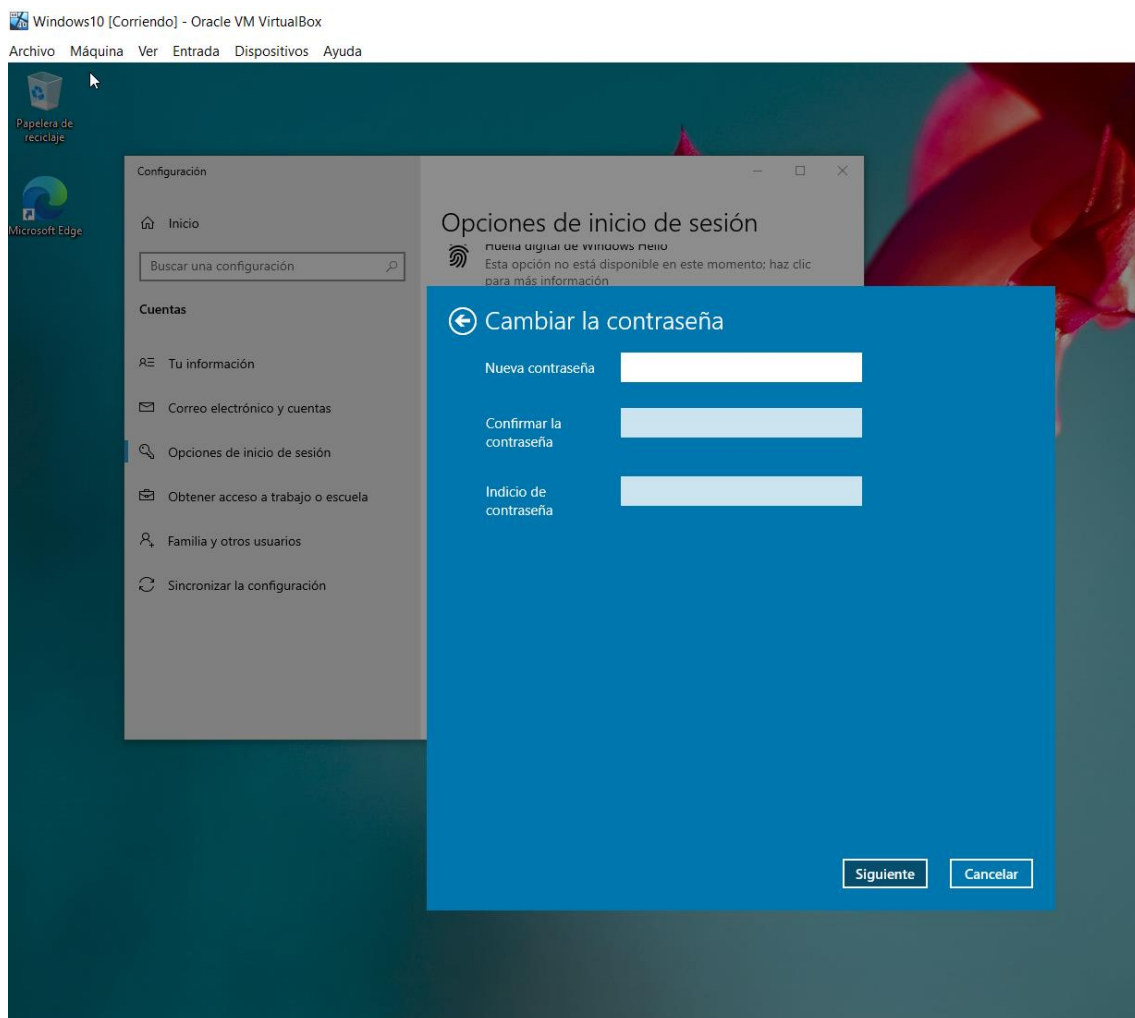 Windows10 [Corriendo] - Oracle VM VirtualBox
Archivo Máquina Ver Entrada Dispositivos Ayuda
Papelera de
reciclaje
Microsoft Edge
Configuración
Inicio
Buscar una configuración
Cuentas
Tu información
Correo electrónico y cuentas
Opciones de inicio de sesión
Obtener acceso a trabajo o escuela
Familia y otros usuarios
Sincronizar la configuración
Opciones de inicio de sesión
Huella digital de Windows Hello
Esta opción no está disponible en este momento; haz clic
para más información
Cambiar la contraseña
Nueva contraseña
Confirmar la
contraseña
Indicio de
contraseña
Siguiente Cancelar